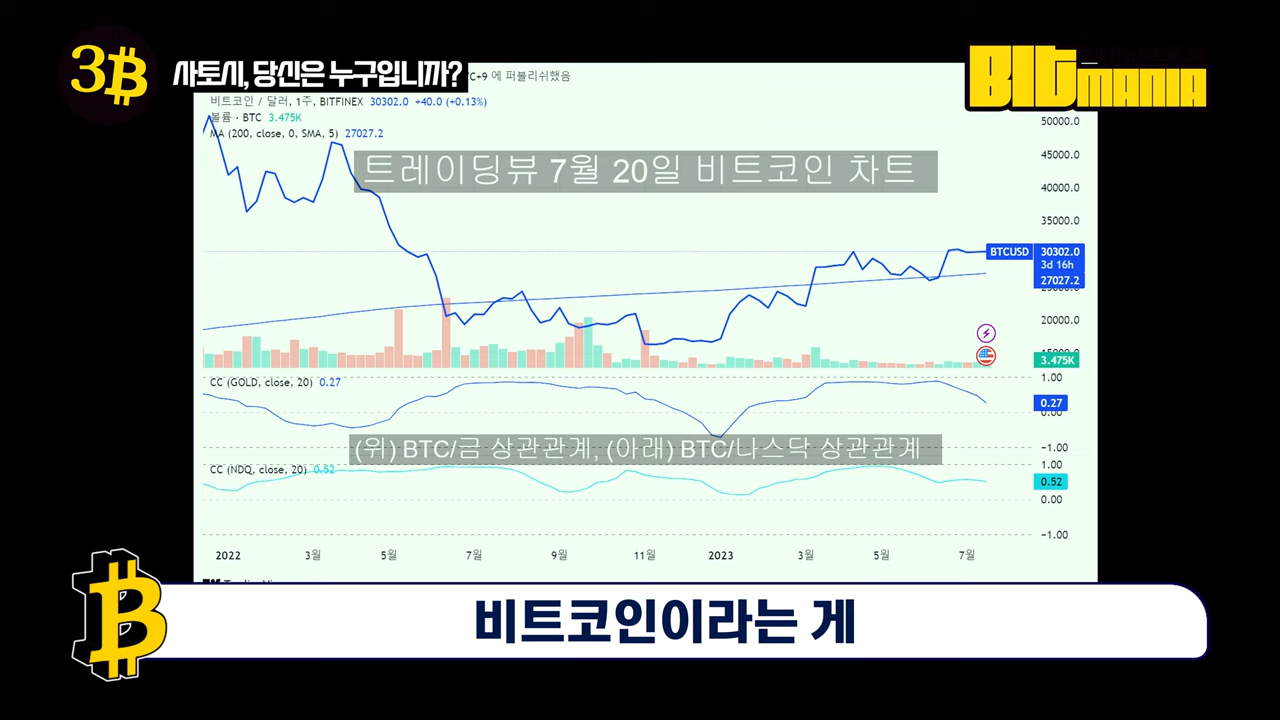 3B
사토시, 당신은 누구입니까?
BIT_MANIA
C+9 에 퍼블리쉬했음
비트코인 / 달러, 1주, BITFINEX 30302.0 +40.0 (+0.13%)
볼륨 · BTC 3.475K
MA (200, close, 0, SMA, 5) 27027.2
트레이딩뷰 7월 20일 비트코인 차트
50000.0
45000.0
40000.0
35000.0
BTCUSD 30302.0
3d 16h
27027.2
25000.0
20000.0
15000.0
3.475K
CC (GOLD, close, 20) 0.27
1.00
0.27
0.00
-1.00
(위) BTC/금 상관관계, (아래) BTC/나스닥 상관관계
CC (NDQ, close, 20) 0.52
1.00
0.52
0.00
-1.00
2022 3월 5월 7월 9월 11월 2023 3월 5월 7월
비트코인이라는 게